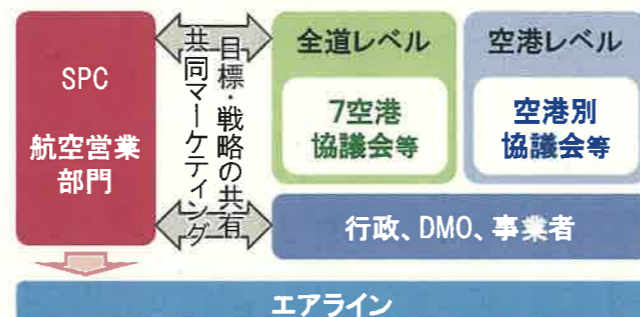 SPC
航空営業
部門
共同マーケティング
目標・戦略の共有
全道レベル
7空港
協議会等
空港レベル
空港別
協議会等
行政、DMO、事業者
エアライン